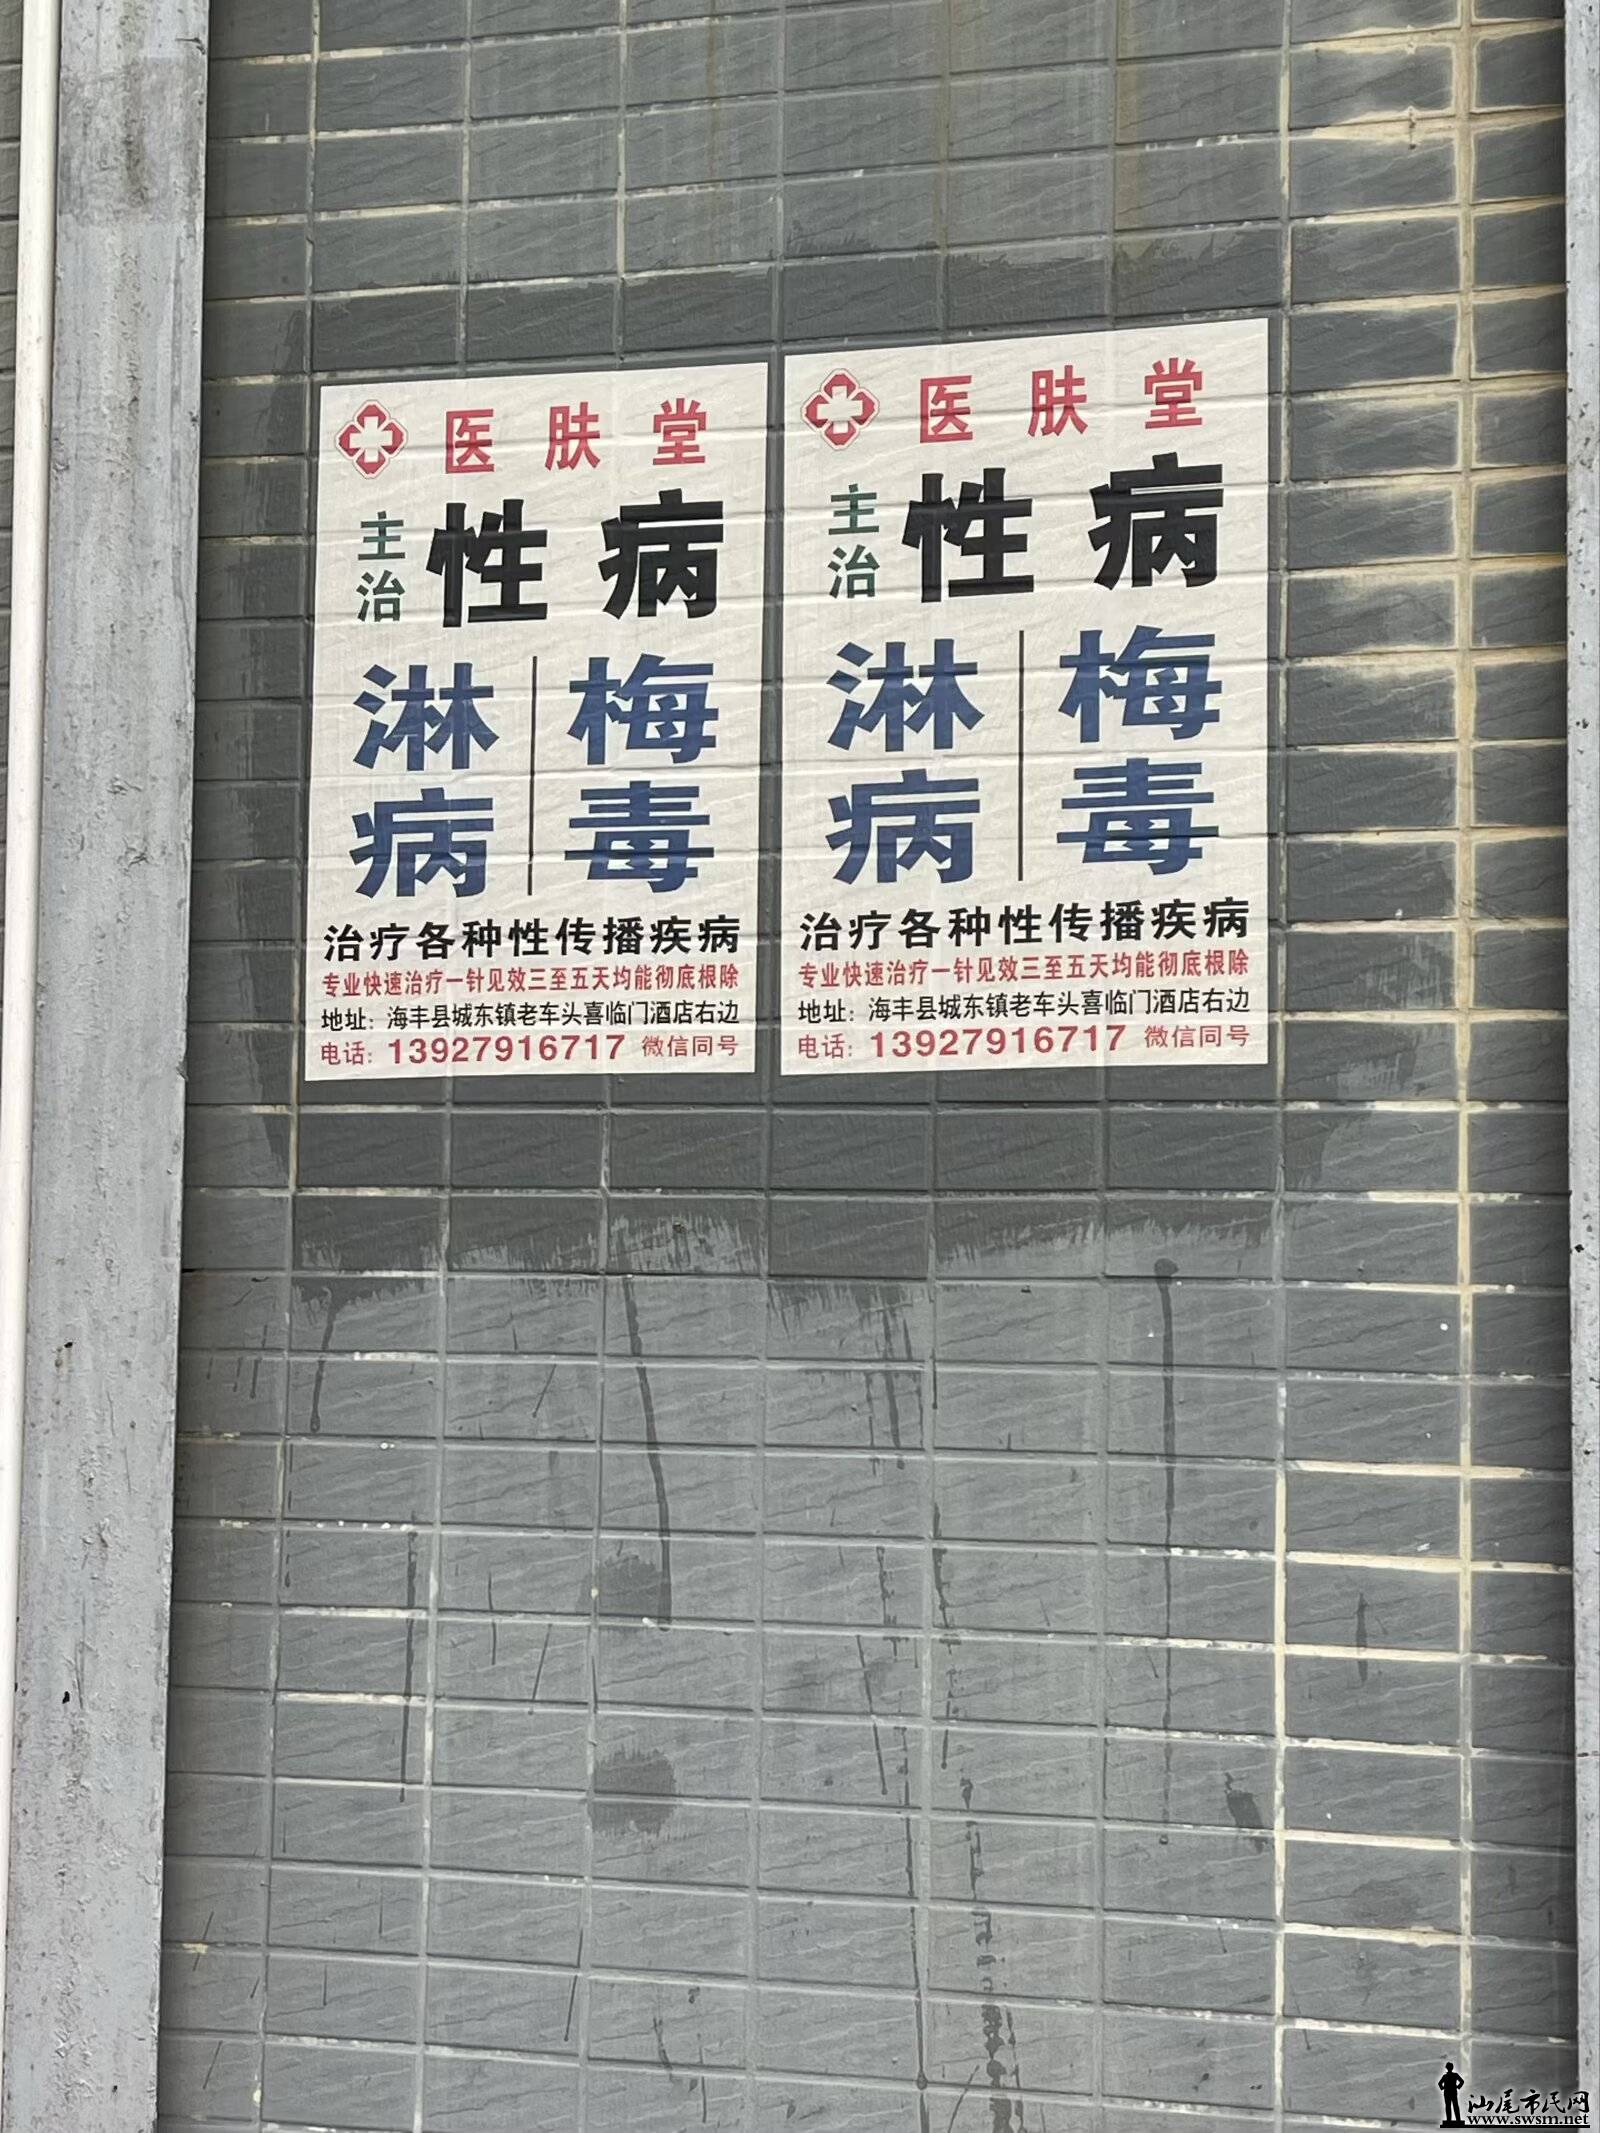 医肤堂
主治 性病
淋病 梅毒
治疗各种性传播疾病
专业快速治疗一针见效三至五天均能彻底根除
地址：海丰县城东镇老车头喜临门酒店右边
电话：13927916717 微信同号
医肤堂
主治 性病
淋病 梅毒
治疗各种性传播疾病
专业快速治疗一针见效三至五天均能彻底根除
地址：海丰县城东镇老车头喜临门酒店右边
电话：13927916717 微信同号
汕尾市民网
www.swsm.net